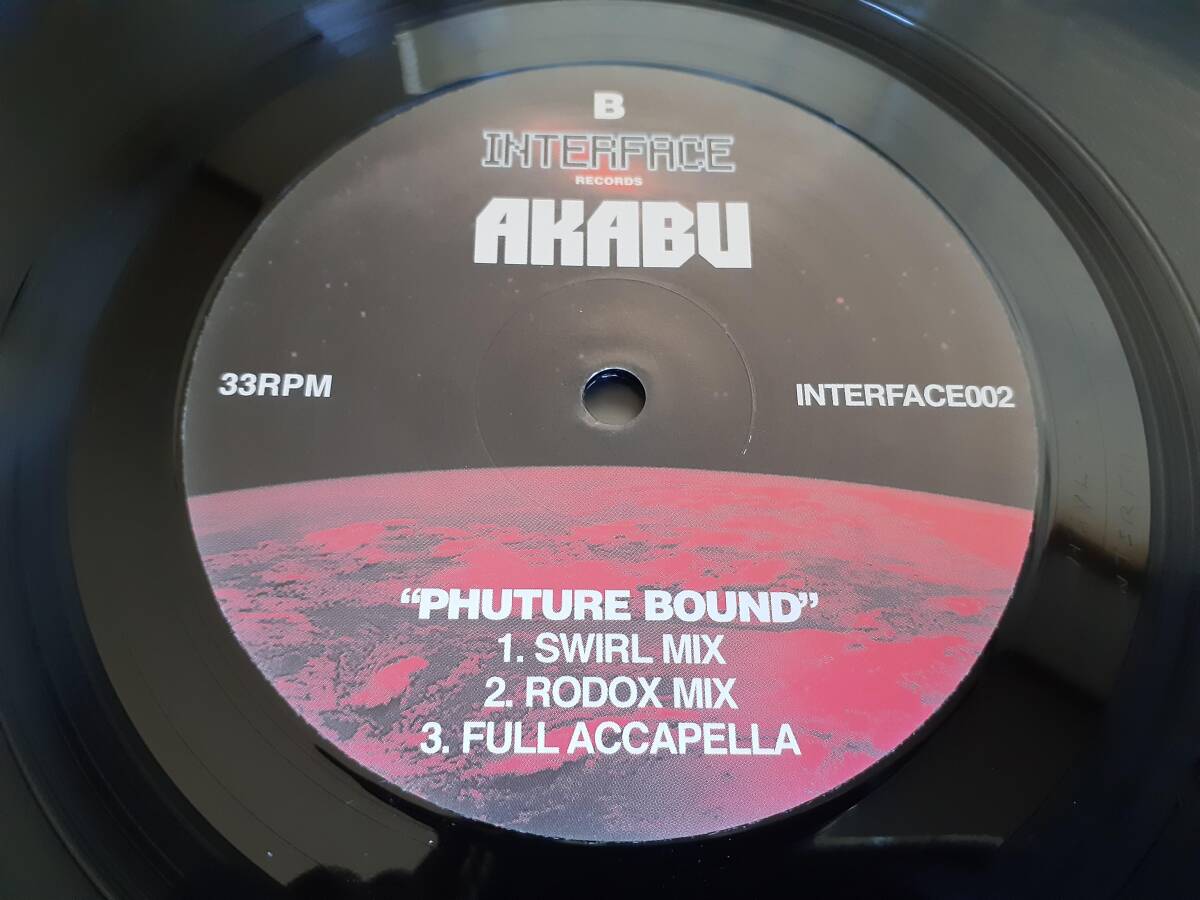 B
INTERFACE
RECORDS
AKABU
33RPM
INTERFACE002
“PHUTURE BOUND”
1. SWIRL MIX
2. RODOX MIX
3. FULL ACCAPELLA